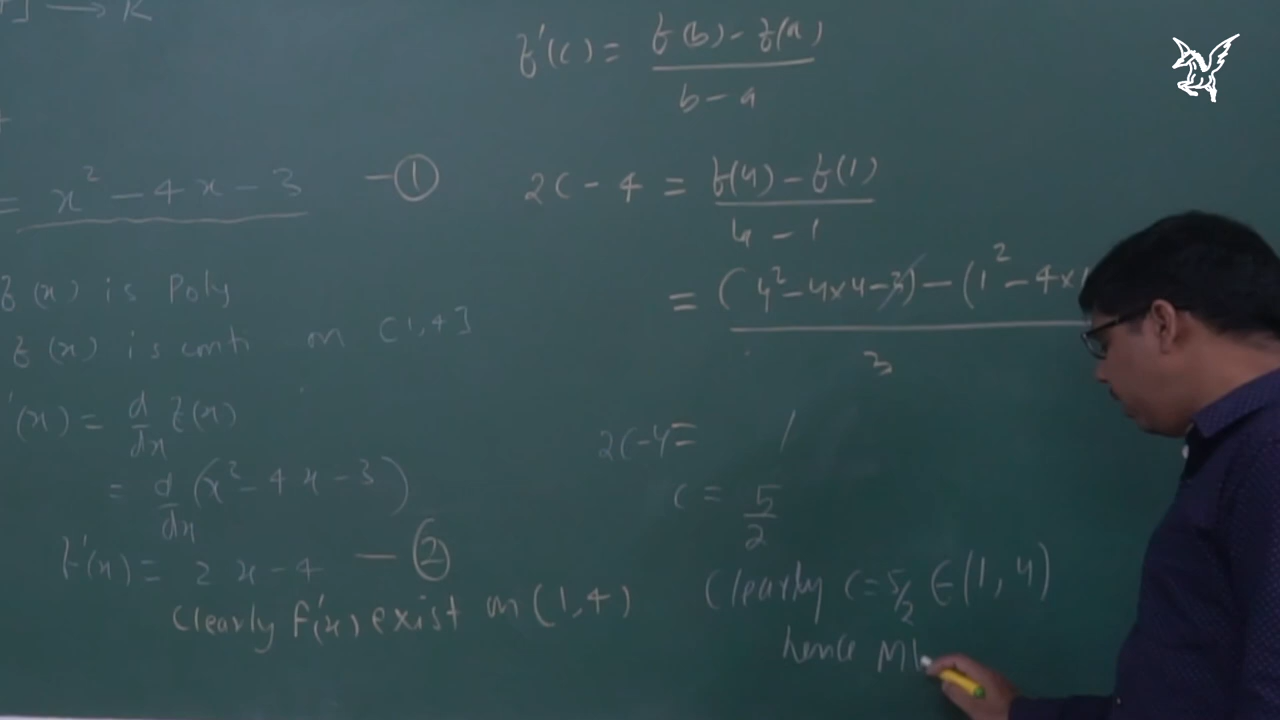 ] → R
= x² - 4x - 3 — ①
f(x) is Poly
f(x) is conti on [1,4]
'(x) = d/dx f(x)
= d/dx (x² - 4x - 3)
f'(x) = 2x - 4 — ②
Clearly f'(x) exist on (1,4)
f'(c) = f(b) - f(a) / b - a
2c - 4 = f(4) - f(1) / 4 - 1
= (4² - 4×4 - 3) - (1² - 4× / 3
2c - 4 = 1
c = 5/2
Clearly c = 5/2 ∈ (1,4)
hence M